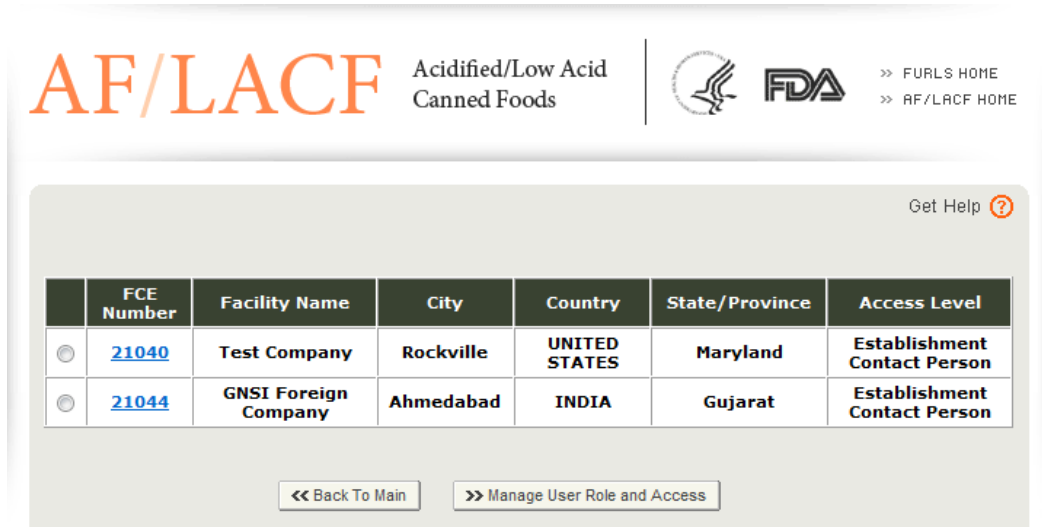 AF/LACF
Acidified/Low Acid
Canned Foods
FDA
>> FURLS HOME
>> AF/LACF HOME
Get Help ?
FCE Number Facility Name City Country State/Province Access Level
21040 Test Company Rockville UNITED STATES Maryland Establishment Contact Person
21044 GNSI Foreign Company Ahmedabad INDIA Gujarat Establishment Contact Person
<< Back To Main >> Manage User Role and Access